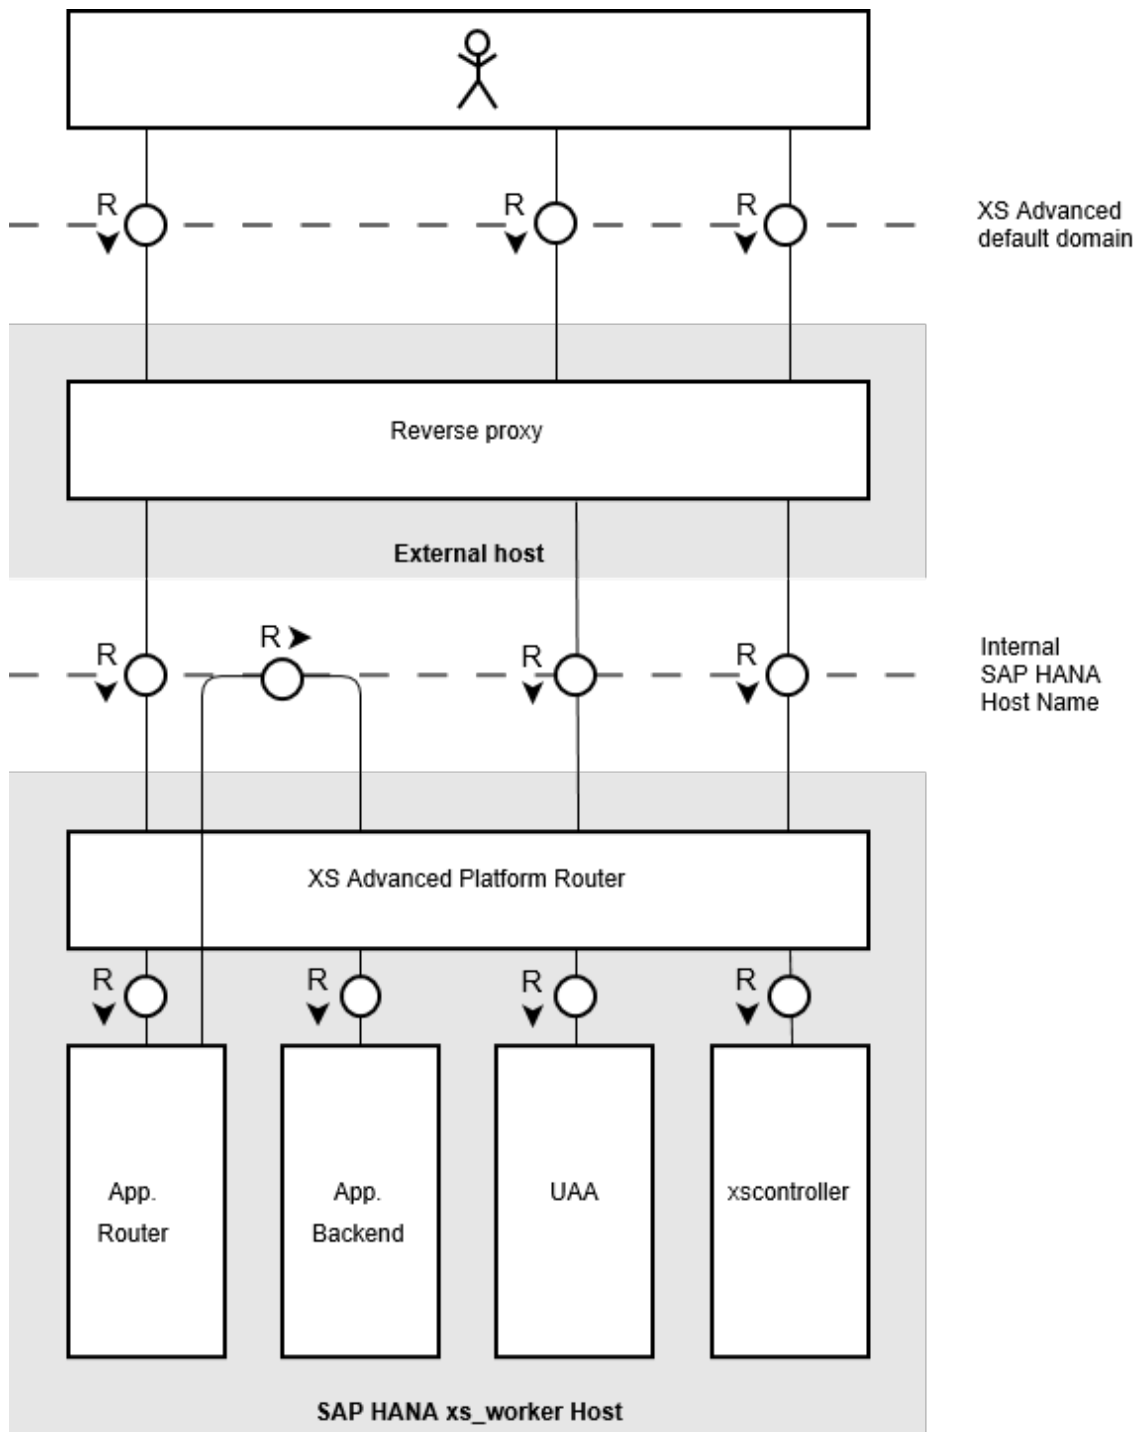 R
R
R
XS Advanced
default domain
Reverse proxy
External host
R
R
R
R
Internal
SAP HANA
Host Name
XS Advanced Platform Router
R
R
R
R
App.
Router
App.
Backend
UAA
xscontroller
SAP HANA xs_worker Host